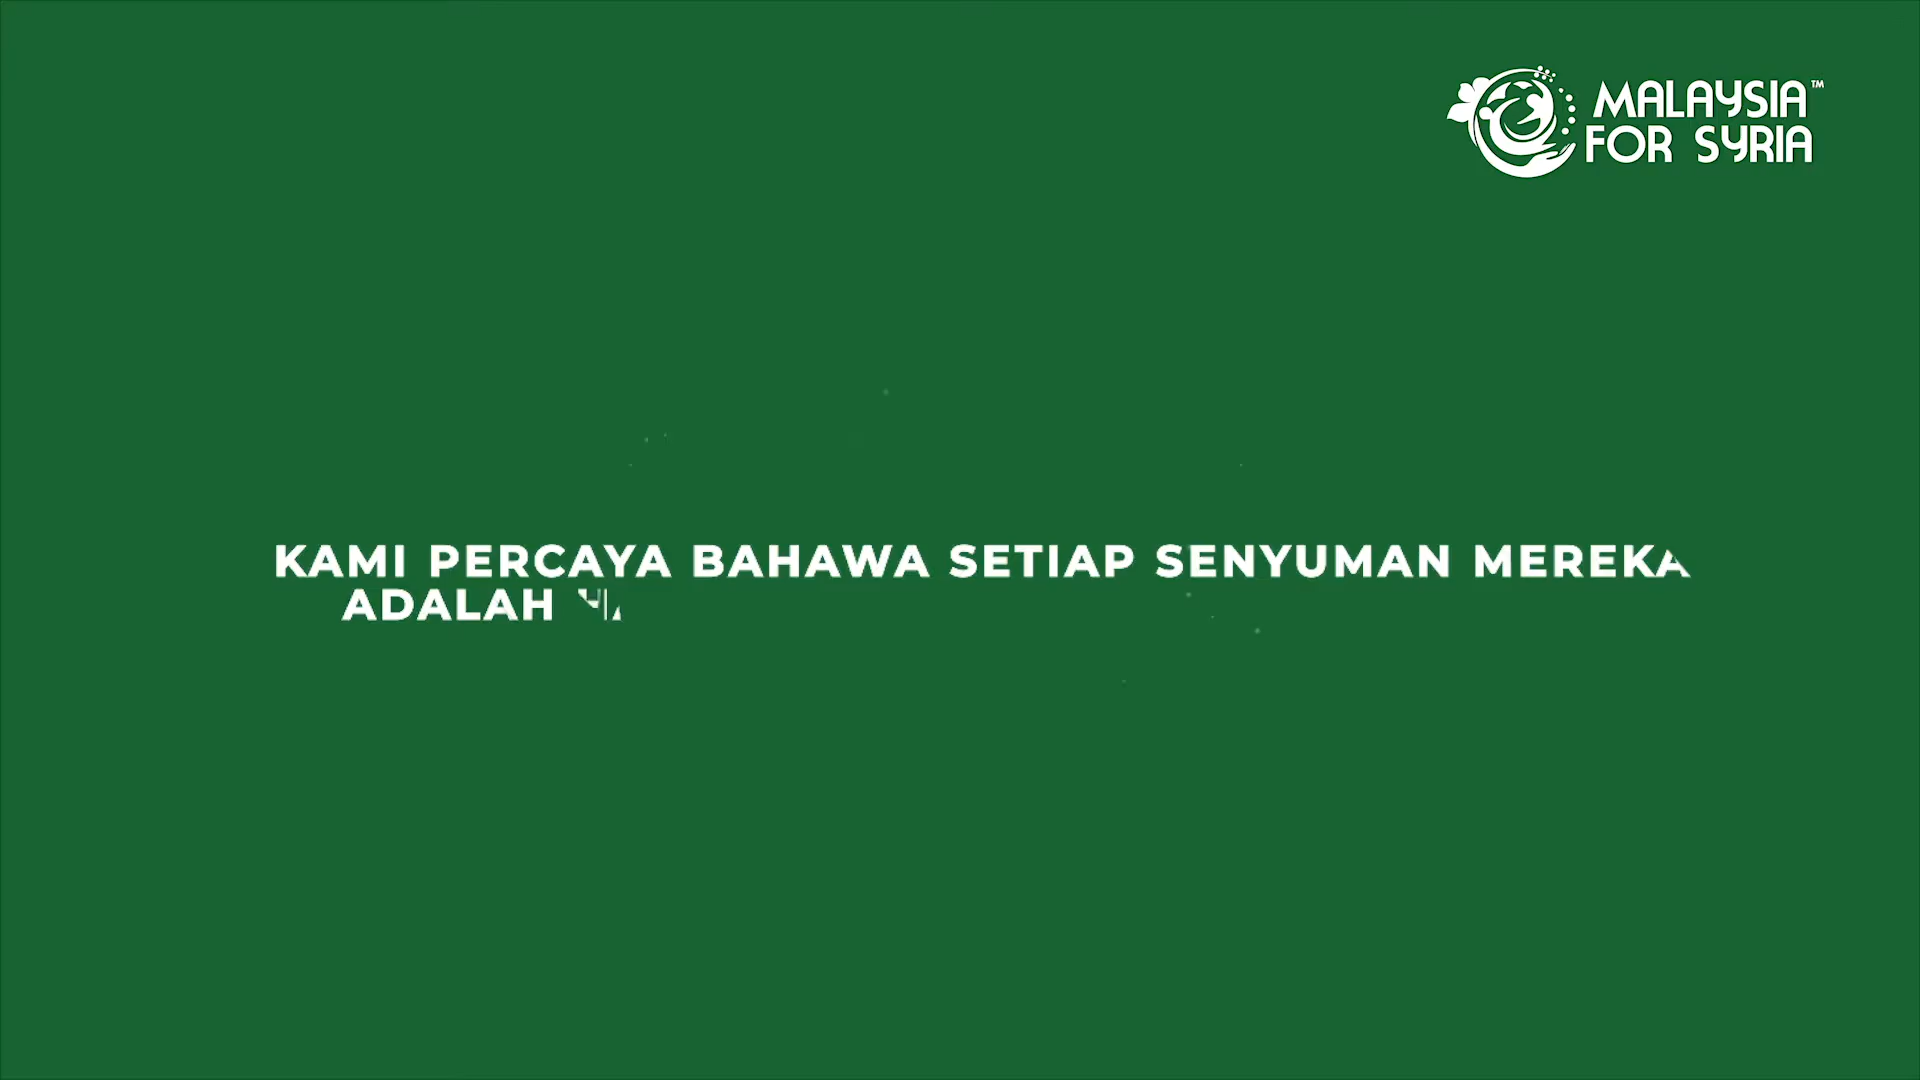 MALAYSIA™
FOR SYRIA
KAMI PERCAYA BAHAWA SETIAP SENYUMAN MEREKA
ADALAH